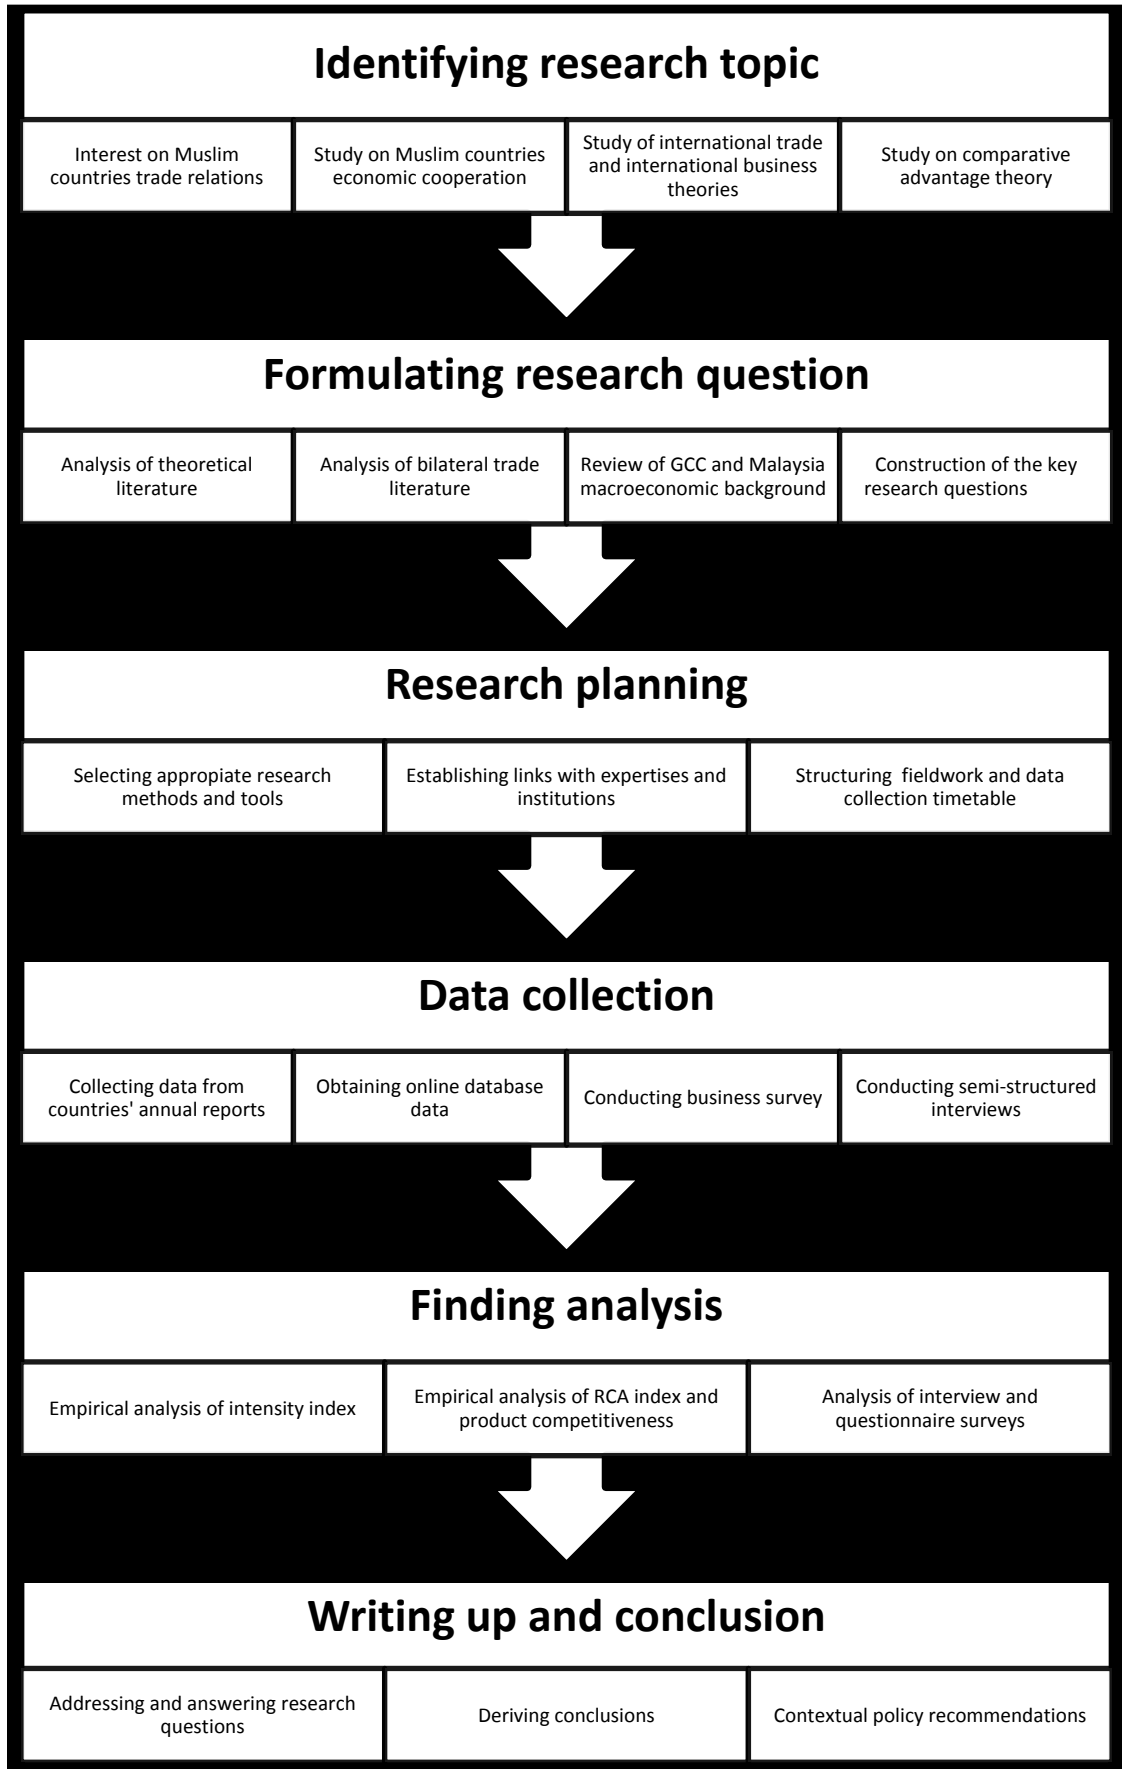 Identifying research topic
Interest on Muslim
countries trade relations
Study on Muslim countries
economic cooperation
Study of international trade
and international business
theories
Study on comparative
advantage theory
Formulating research question
Analysis of theoretical
literature
Analysis of bilateral trade
literature
Review of GCC and Malaysia
macroeconomic background
Construction of the key
research questions
Research planning
Selecting appropiate research
methods and tools
Establishing links with expertises and
institutions
Structuring fieldwork and data
collection timetable
Data collection
Collecting data from
countries' annual reports
Obtaining online database
data
Conducting business survey
Conducting semi-structured
interviews
Finding analysis
Empirical analysis of intensity index
Empirical analysis of RCA index and
product competitiveness
Analysis of interview and
questionnaire surveys
Writing up and conclusion
Addressing and answering research
questions
Deriving conclusions
Contextual policy recommendations